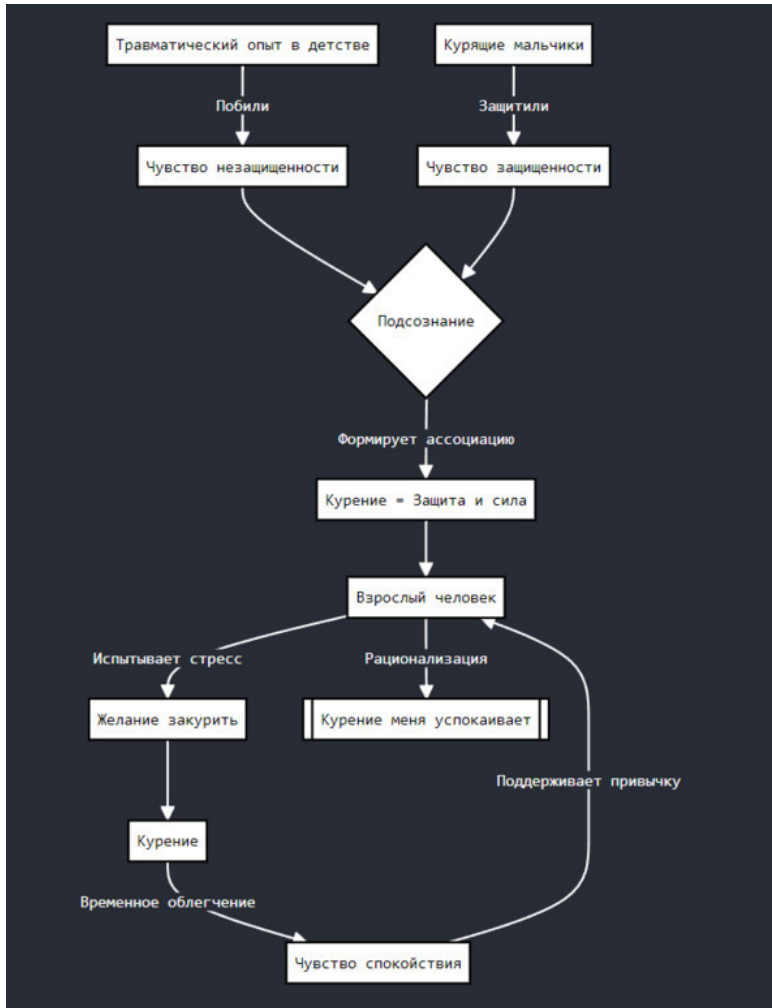 Травматический опыт в детстве
Курящие мальчики
Побили
Защитили
Чувство незащищенности
Чувство защищенности
Подсознание
Формирует ассоциацию
Курение = Защита и сила
Взрослый человек
Испытывает стресс
Рационализация
Желание закурить
Курение меня успокаивает
Поддерживает привычку
Курение
Временное облегчение
Чувство спокойствия